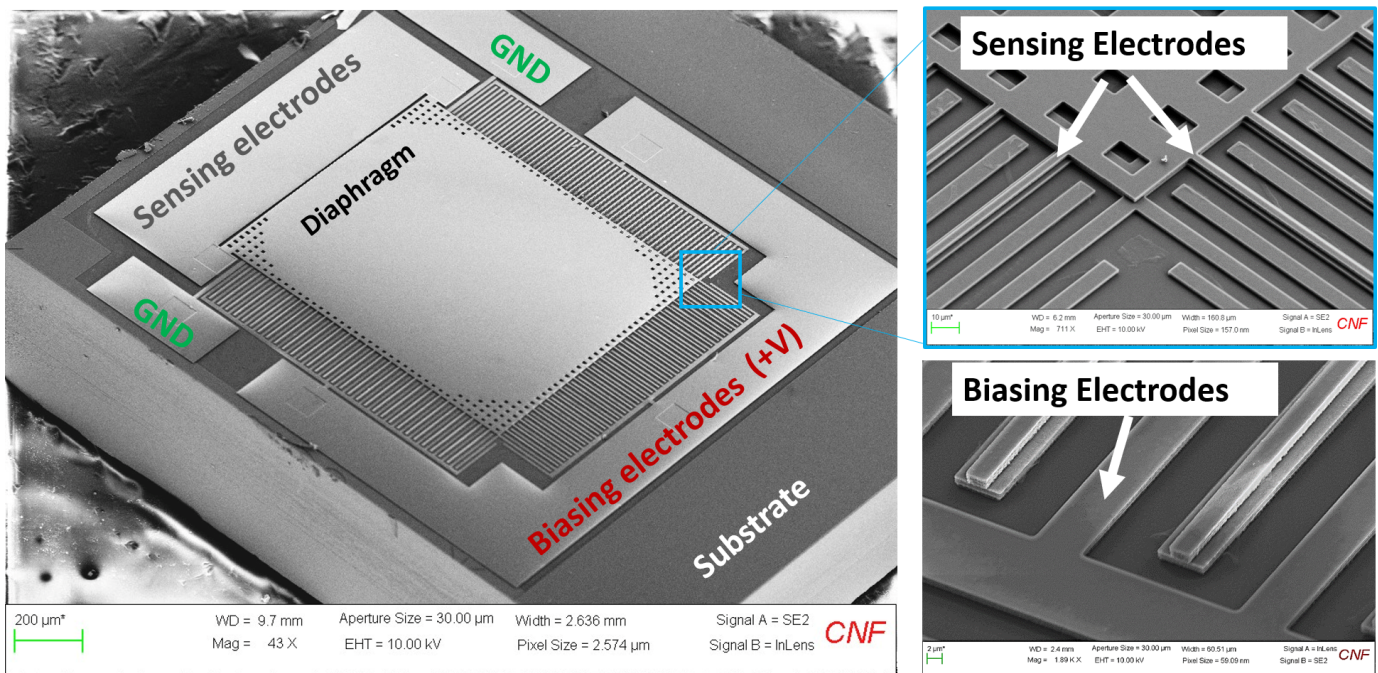 GND
Sensing electrodes
Diaphragm
GND
Biasing electrodes (+V)
Substrate
200 µm*
WD = 9.7 mm
Aperture Size = 30.00 µm
Width = 2.636 mm
Signal A = SE2
Mag = 43 X
EHT = 10.00 kV
Pixel Size = 2.574 µm
Signal B = InLens
CNF
Sensing Electrodes
10 µm*
WD = 6.2 mm
Aperture Size = 30.00 µm
Width = 160.8 µm
Signal A = SE2
Mag = 711 X
EHT = 10.00 kV
Pixel Size = 157.0 nm
Signal B = InLens
CNF
Biasing Electrodes
2 µm*
WD = 2.4 mm
Aperture Size = 30.00 µm
Width = 60.51 µm
Signal A = InLens
Mag = 1.89 K X
EHT = 10.00 kV
Pixel Size = 59.09 nm
Signal B = SE2
CNF